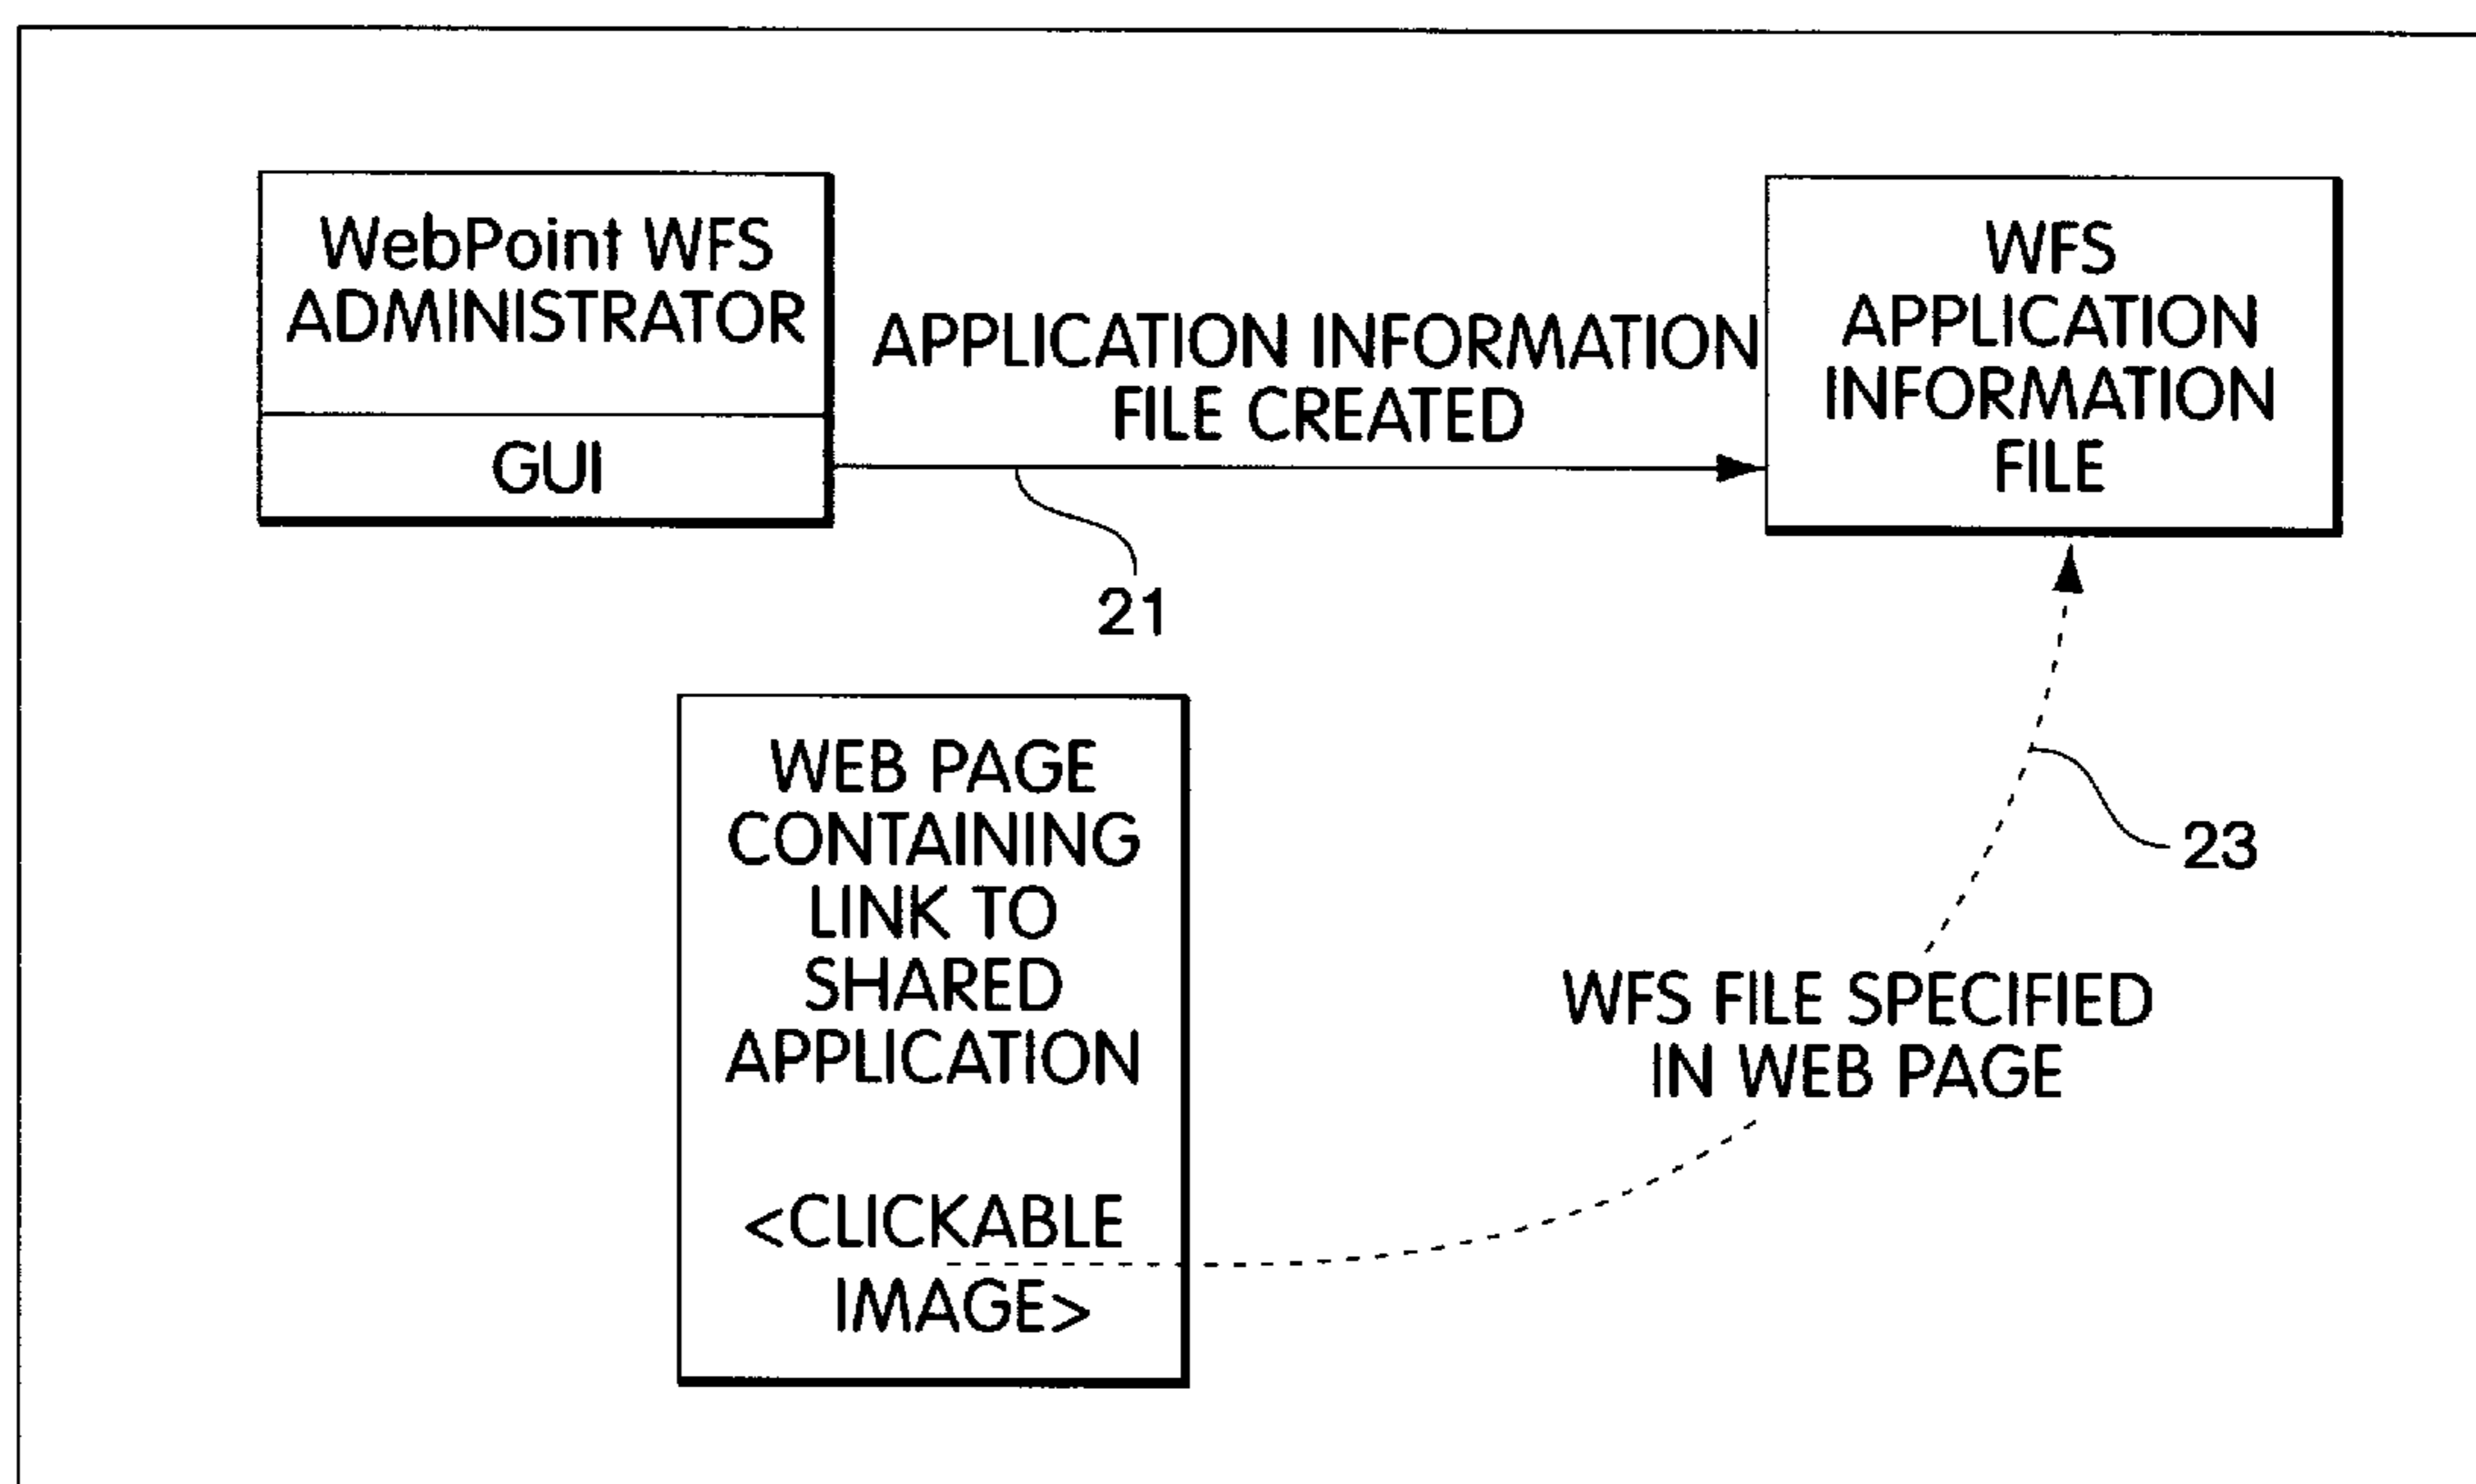 WebPoint WFS
ADMINISTRATOR
GUI
APPLICATION INFORMATION
FILE CREATED
21
WFS
APPLICATION
INFORMATION
FILE
WEB PAGE
CONTAINING
LINK TO
SHARED
APPLICATION
<CLICKABLE
IMAGE>
23
WFS FILE SPECIFIED
IN WEB PAGE